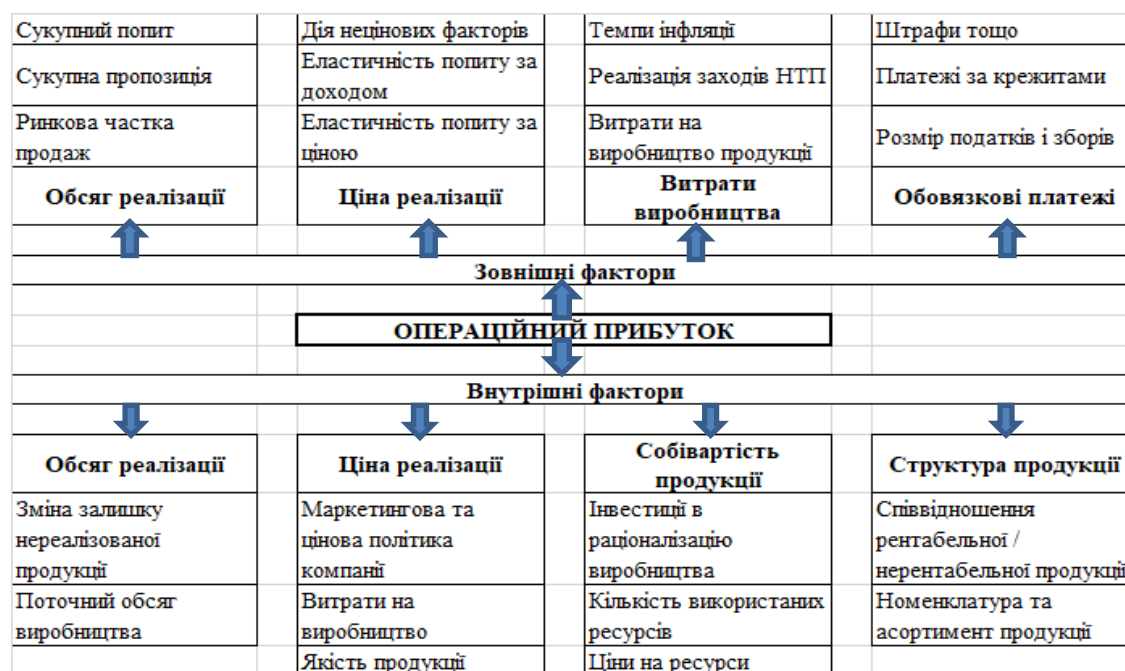 Сукупний попит
Дія нецінових факторів
Темпи інфляції
Штрафи тощо
Сукупна пропозиція
Еластичність попиту за
доходом
Реалізація заходів НТП
Платежі за крежитами
Ринкова частка
продаж
Еластичність попиту за
ціною
Витрати на
виробництво продукції
Розмір податків і зборів
Обсяг реалізації
Ціна реалізації
Витрати
виробництва
Обовязкові платежі
Зовнішні фактори
ОПЕРАЦІЙНИЙ ПРИБУТОК
Внутрішні фактори
Обсяг реалізації
Ціна реалізації
Собівартість
продукції
Структура продукції
Зміна залишку
нереалізованої
продукції
Маркетингова та
цінова політика
компанії
Інвестиції в
раціоналізацію
виробництва
Співвідношення
рентабельної /
нерентабельної продукції
Поточний обсяг
виробництва
Витрати на
виробництво
Кількість використаних
ресурсів
Номенклатура та
асортимент продукції
Якість продукції
Ціни на ресурси